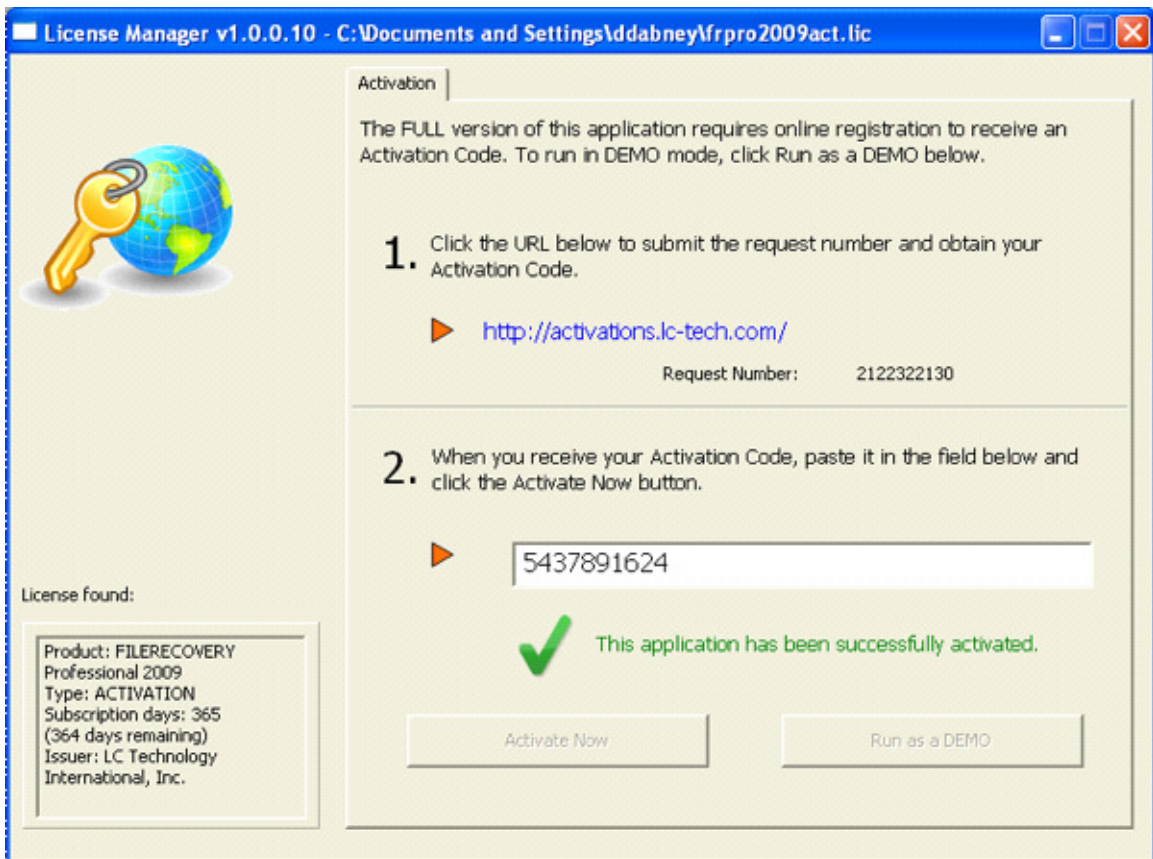 License Manager v1.0.0.10 - C:\Documents and Settings\ddabney\frpro2009act.lic
Activation
The FULL version of this application requires online registration to receive an
Activation Code. To run in DEMO mode, click Run as a DEMO below.
1. Click the URL below to submit the request number and obtain your
Activation Code.
http://activations.lc-tech.com/
Request Number: 2122322130
2. When you receive your Activation Code, paste it in the field below and
click the Activate Now button.
5437891624
This application has been successfully activated.
Activate Now
Run as a DEMO
License found:
Product: FILERECOVERY
Professional 2009
Type: ACTIVATION
Subscription days: 365
(364 days remaining)
Issuer: LC Technology
International, Inc.